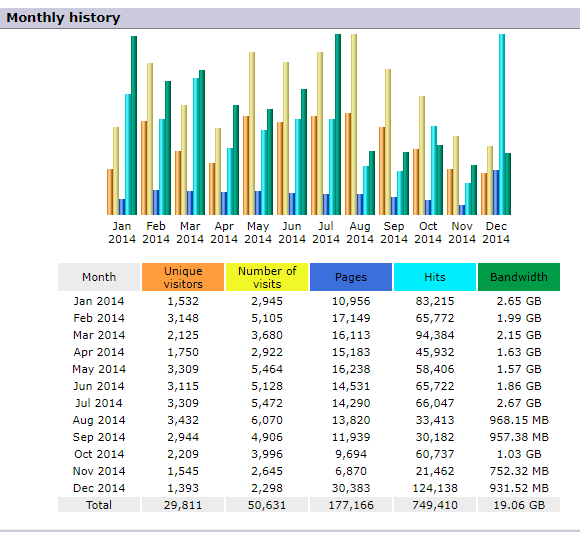 Monthly history
Jan Feb Mar Apr May Jun Jul Aug Sep Oct Nov Dec
2014 2014 2014 2014 2014 2014 2014 2014 2014 2014 2014 2014
Month Unique visitors Number of visits Pages Hits Bandwidth
Jan 2014 1,532 2,945 10,956 83,215 2.65 GB
Feb 2014 3,148 5,105 17,149 65,772 1.99 GB
Mar 2014 2,125 3,680 16,113 94,384 2.15 GB
Apr 2014 1,750 2,922 15,183 45,932 1.63 GB
May 2014 3,309 5,464 16,238 58,406 1.57 GB
Jun 2014 3,115 5,128 14,531 65,722 1.86 GB
Jul 2014 3,309 5,472 14,290 66,047 2.67 GB
Aug 2014 3,432 6,070 13,820 33,413 968.15 MB
Sep 2014 2,944 4,906 11,939 30,182 957.38 MB
Oct 2014 2,209 3,996 9,694 60,737 1.03 GB
Nov 2014 1,545 2,645 6,870 21,462 752.32 MB
Dec 2014 1,393 2,298 30,383 124,138 931.52 MB
Total 29,811 50,631 177,166 749,410 19.06 GB